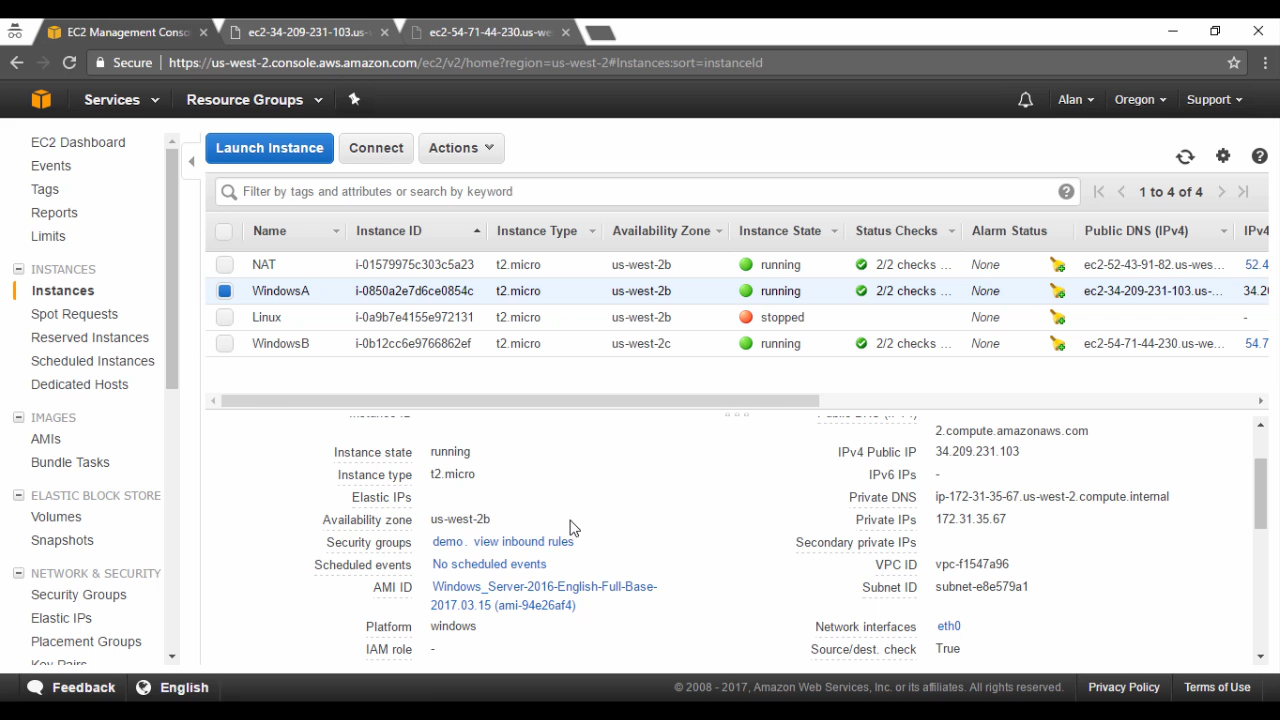 EC2 Management Conso
ec2-34-209-231-103.us-
ec2-54-71-44-230.us-we
Secure
https://us-west-2.console.aws.amazon.com/ec2/v2/home?region=us-west-2#Instances:sort=instanceId
Services
Resource Groups
Alan
Oregon
Support
EC2 Dashboard
Events
Tags
Reports
Limits
INSTANCES
Instances
Spot Requests
Reserved Instances
Scheduled Instances
Dedicated Hosts
IMAGES
AMIs
Bundle Tasks
ELASTIC BLOCK STORE
Volumes
Snapshots
NETWORK & SECURITY
Security Groups
Elastic IPs
Placement Groups
Key Pairs
Launch Instance
Connect
Actions
Filter by tags and attributes or search by keyword
1 to 4 of 4
Name Instance ID Instance Type Availability Zone Instance State Status Checks Alarm Status Public DNS (IPv4) IPv4
NAT i-01579975c303c5a23 t2.micro us-west-2b running 2/2 checks ... None ec2-52-43-91-82.us-wes... 52.4
WindowsA i-0850a2e7d6ce0854c t2.micro us-west-2b running 2/2 checks ... None ec2-34-209-231-103.us-... 34.20
Linux i-0a9b7e4155e972131 t2.micro us-west-2b stopped None -
WindowsB i-0b12cc6e9766862ef t2.micro us-west-2c running 2/2 checks ... None ec2-54-71-44-230.us-we... 54.7
Instance ID
Public DNS (IPv4)
2.compute.amazonaws.com
Instance state running
IPv4 Public IP 34.209.231.103
Instance type t2.micro
IPv6 IPs -
Elastic IPs
Private DNS ip-172-31-35-67.us-west-2.compute.internal
Availability zone us-west-2b
Private IPs 172.31.35.67
Security groups demo . view inbound rules
Secondary private IPs
Scheduled events No scheduled events
VPC ID vpc-f1547a96
AMI ID Windows_Server-2016-English-Full-Base-
2017.03.15 (ami-94e26af4)
Subnet ID subnet-e8e579a1
Platform windows
Network interfaces eth0
IAM role -
Source/dest. check True
Feedback
English
© 2008 - 2017, Amazon Web Services, Inc. or its affiliates. All rights reserved.
Privacy Policy
Terms of Use